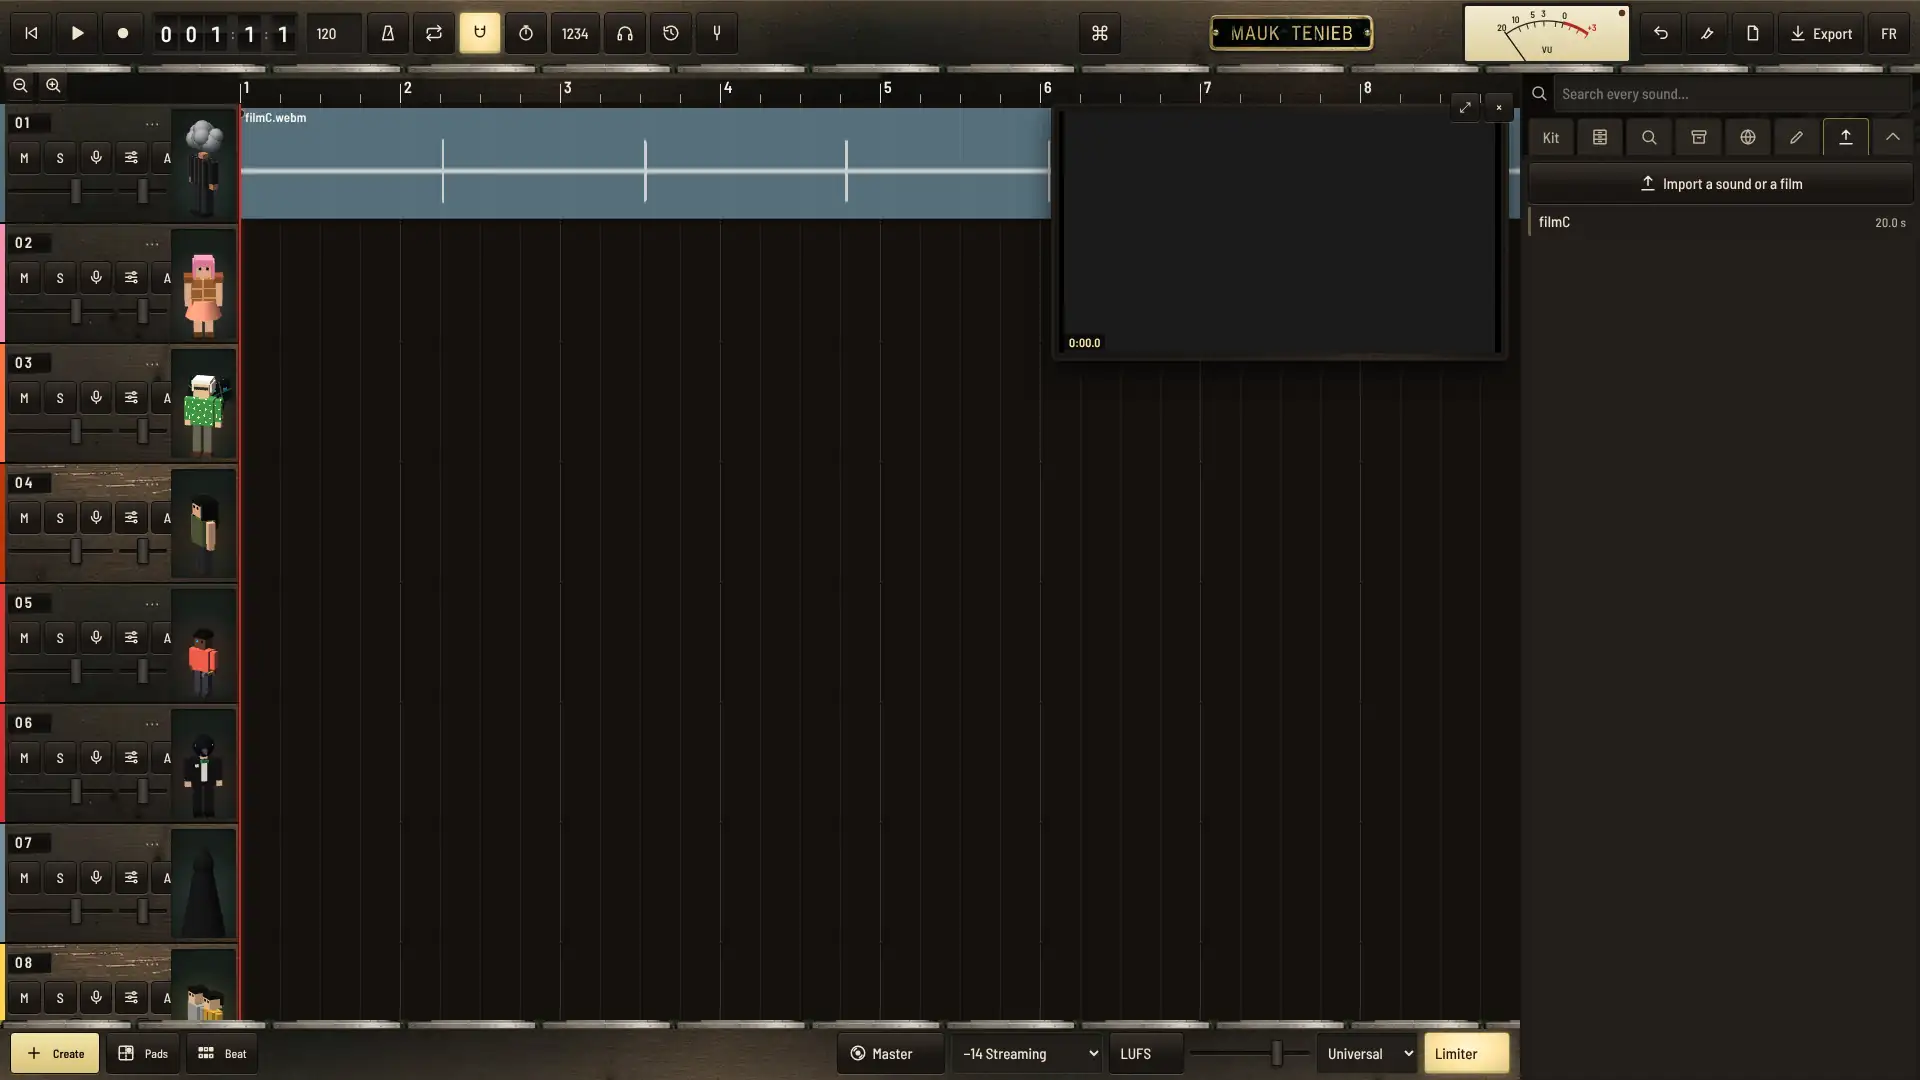 0 0 1 : 1 : 1
120
1234
MAUK TENIEB
20 10 5 3 0 +3
VU
Export
FR
1 2 3 4 5 6 7 8
Search every sound...
01
filmC.webm
Kit
M S A
Import a sound or a film
filmC 20.0 s
02
M S A
0:00.0
03
M S A
04
M S A
05
M S A
06
M S A
07
M S A
08
M S A
+ Create
Pads
Beat
Master
–14 Streaming
LUFS
Universal
Limiter